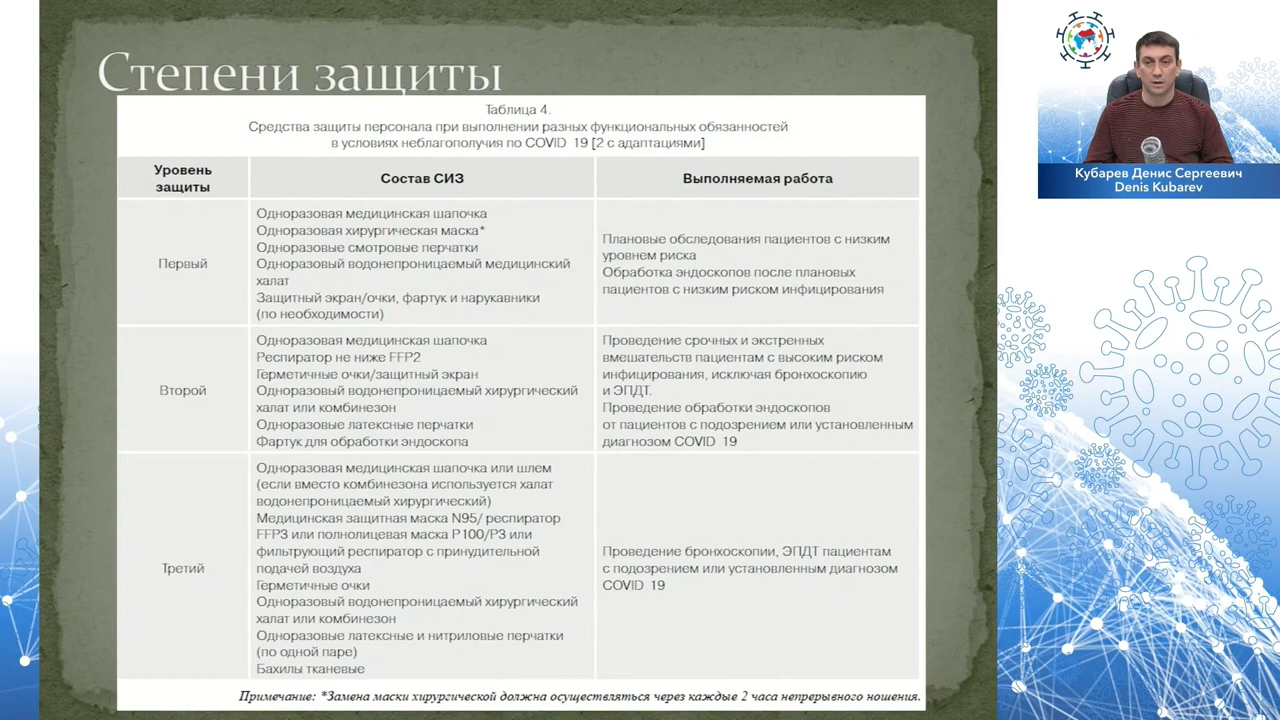 Степени защиты
Таблица 4.
Средства защиты персонала при выполнении разных функциональных обязанностей
в условиях неблагополучия по COVID 19 [2 с адаптациями]
Уровень
защиты
Состав СИЗ
Выполняемая работа
Первый
Одноразовая медицинская шапочка
Одноразовая хирургическая маска*
Одноразовые смотровые перчатки
Одноразовый водонепроницаемый медицинский
халат
Защитный экран/очки, фартук и нарукавники
(по необходимости)
Плановые обследования пациентов с низким
уровнем риска
Обработка эндоскопов после плановых
пациентов с низким риском инфицирования
Второй
Одноразовая медицинская шапочка
Респиратор не ниже FFP2
Герметичные очки/защитный экран
Одноразовый водонепроницаемый хирургический
халат или комбинезон
Одноразовые латексные перчатки
Фартук для обработки эндоскопа
Проведение срочных и экстренных
вмешательств пациентам с высоким риском
инфицирования, исключая бронхоскопию
и ЭПДТ.
Проведение обработки эндоскопов
от пациентов с подозрением или установленным
диагнозом COVID 19
Третий
Одноразовая медицинская шапочка или шлем
(если вместо комбинезона используется халат
водонепроницаемый хирургический)
Медицинская защитная маска N95/ респиратор
FFP3 или полнолицевая маска P100/P3 или
фильтрующий респиратор с принудительной
подачей воздуха
Герметичные очки
Одноразовый водонепроницаемый хирургический
халат или комбинезон
Одноразовые латексные и нитриловые перчатки
(по одной паре)
Бахилы тканевые
Проведение бронхоскопии, ЭПДТ пациентам
с подозрением или установленным диагнозом
COVID 19
Примечание: *Замена маски хирургической должна осуществляться через каждые 2 часа непрерывного ношения.
Кубарев Денис Сергеевич
Denis Kubarev